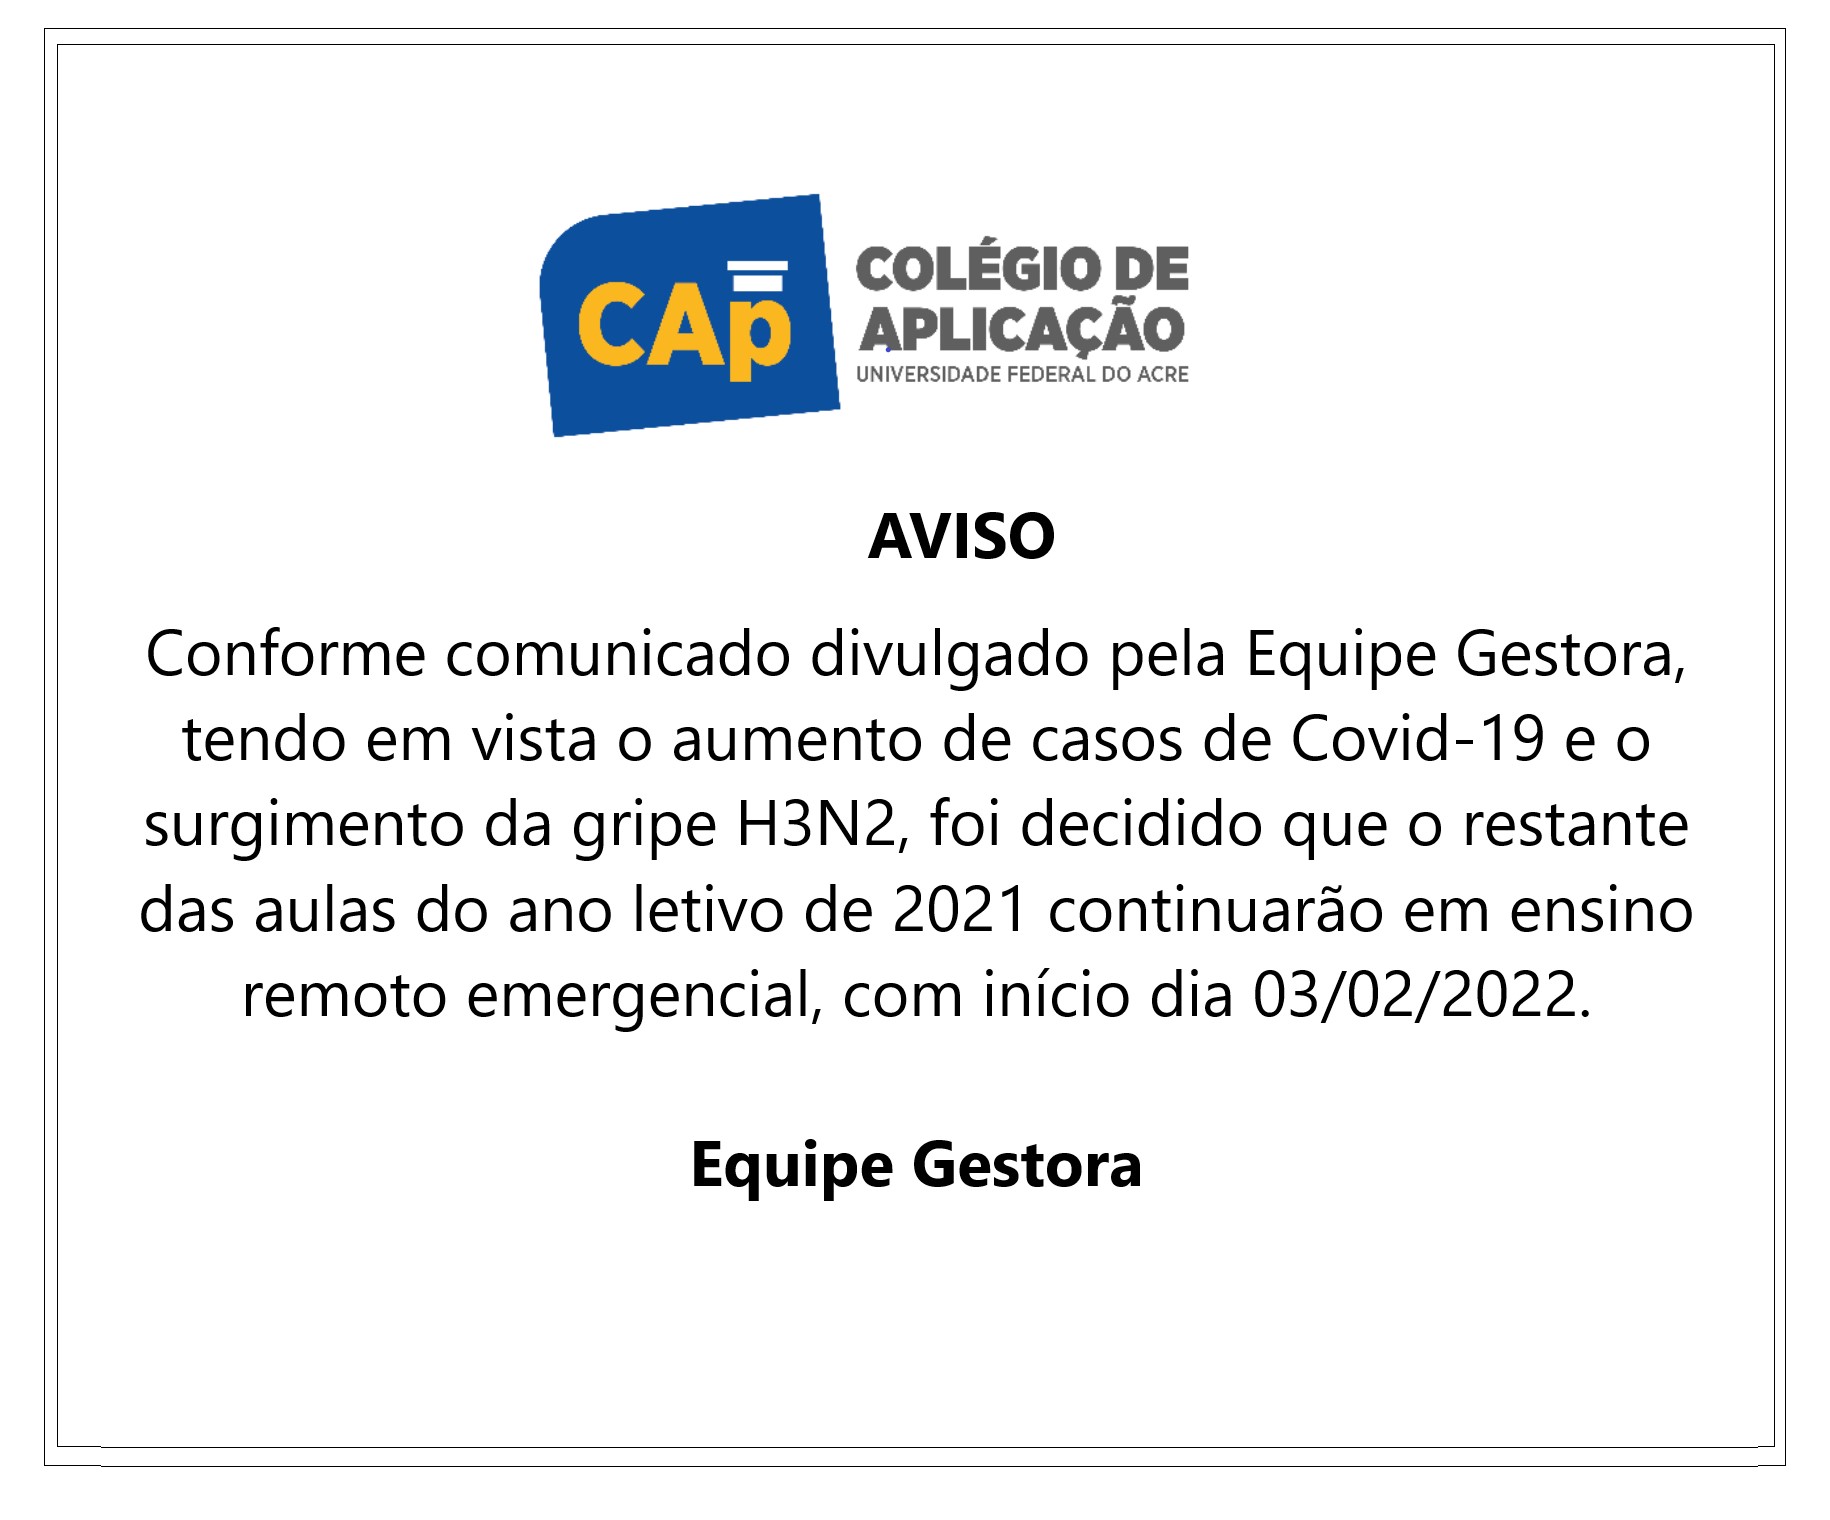 CAp
COLÉGIO DE
APLICAÇÃO
UNIVERSIDADE FEDERAL DO ACRE
AVISO
Conforme comunicado divulgado pela Equipe Gestora,
tendo em vista o aumento de casos de Covid-19 e o
surgimento da gripe H3N2, foi decidido que o restante
das aulas do ano letivo de 2021 continuarão em ensino
remoto emergencial, com início dia 03/02/2022.
Equipe Gestora